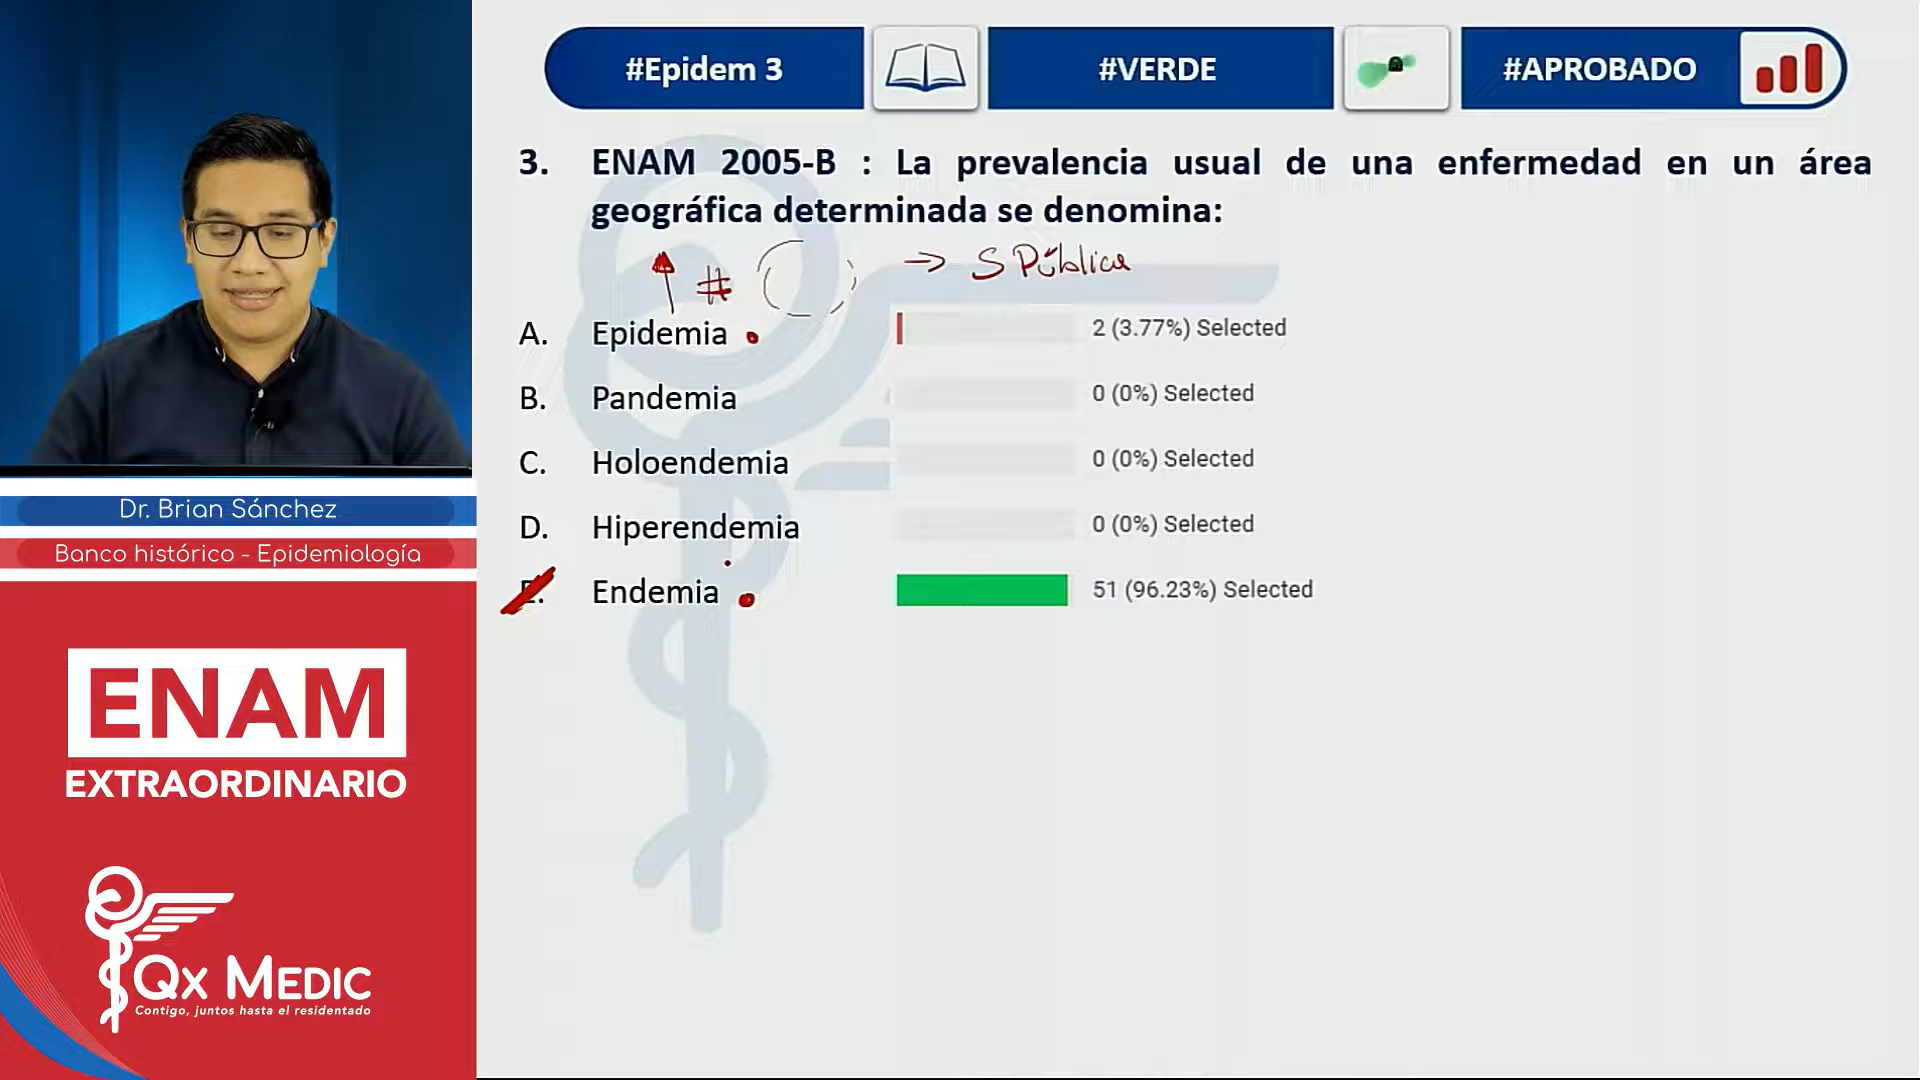 #Epidem 3
#VERDE
#APROBADO
3. ENAM 2005-B : La prevalencia usual de una enfermedad en un área
geográfica determinada se denomina:
# → S Pública
A. Epidemia 2 (3.77%) Selected
B. Pandemia 0 (0%) Selected
C. Holoendemia 0 (0%) Selected
D. Hiperendemia 0 (0%) Selected
E. Endemia 51 (96.23%) Selected
Dr. Brian Sánchez
Banco histórico - Epidemiología
ENAM
EXTRAORDINARIO
Qx MEDIC
Contigo, juntos hasta el residentado